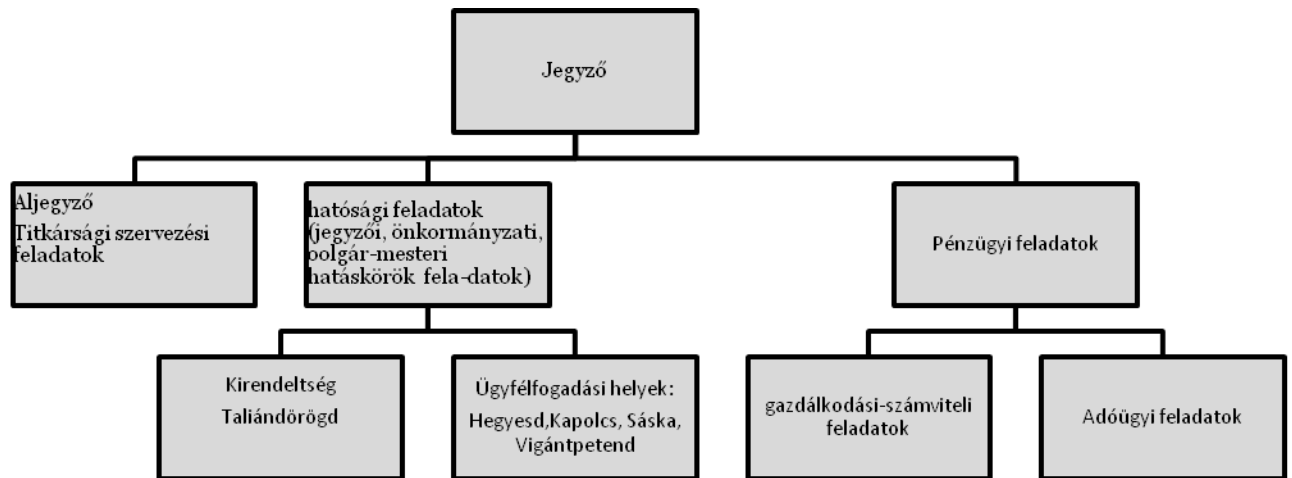 Jegyző
Aljegyző
Titkársági szervezési
feladatok
hatósági feladatok
(jegyzői, önkormányzati,
polgár-mesteri
hatáskörök fela-datok)
Pénzügyi feladatok
Kirendeltség
Taliándörögd
Ügyfélfogadási helyek:
Hegyesd,Kapolcs, Sáska,
Vigántpetend
gazdálkodási-számviteli
feladatok
Adóügyi feladatok